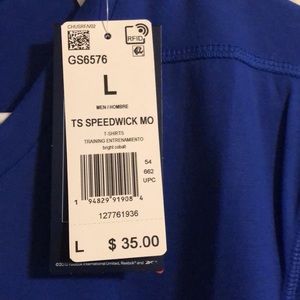 CHUSRFN02
RFID
GS6576
L
MEN / HOMBRE
TS SPEEDWICK MO
T-SHIRTS
TRAINING ENTRENAMIENTO
bright cobalt
54
662
UPC
1 94829 91908 4
127761936
L $ 35.00